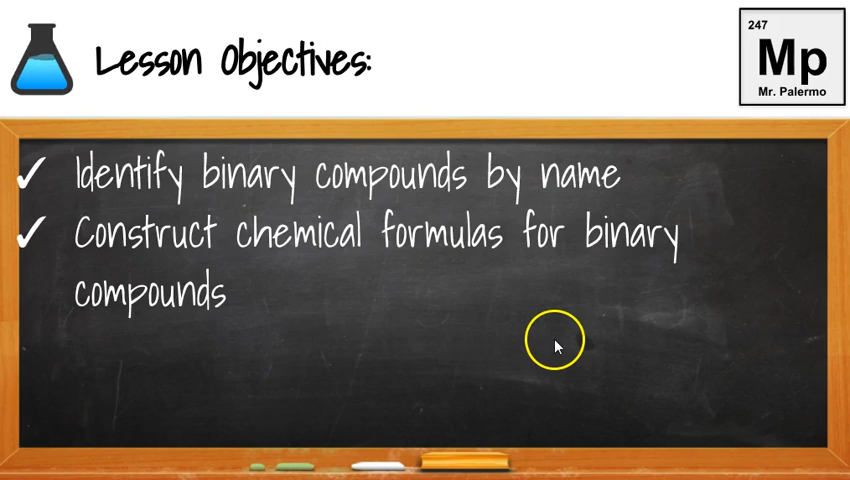 Lesson Objectives:
247
Mp
Mr. Palermo
✓ Identify binary compounds by name
✓ Construct chemical formulas for binary
compounds